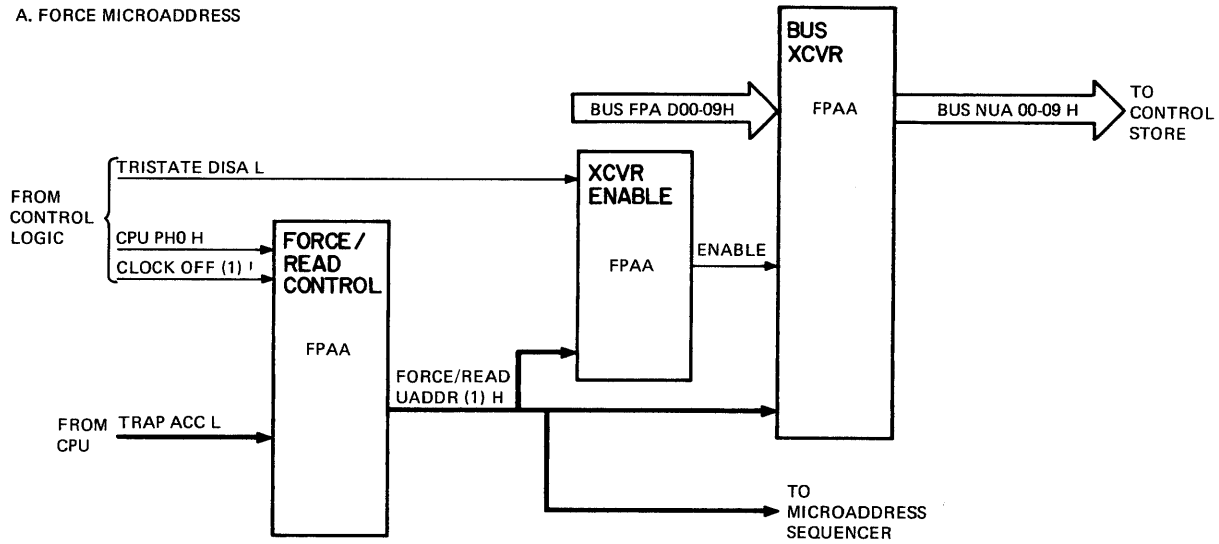 A. FORCE MICROADDRESS
BUS
XCVR
FPAA
BUS FPA D00-09H
BUS NUA 00-09 H
TO
CONTROL
STORE
TRISTATE DISA L
XCVR
ENABLE
FPAA
ENABLE
FROM
CONTROL
LOGIC
CPU PH0 H
CLOCK OFF (1)
FORCE/
READ
CONTROL
FPAA
FORCE/READ
UADDR (1) H
FROM
CPU
TRAP ACC L
TO
MICROADDRESS
SEQUENCER